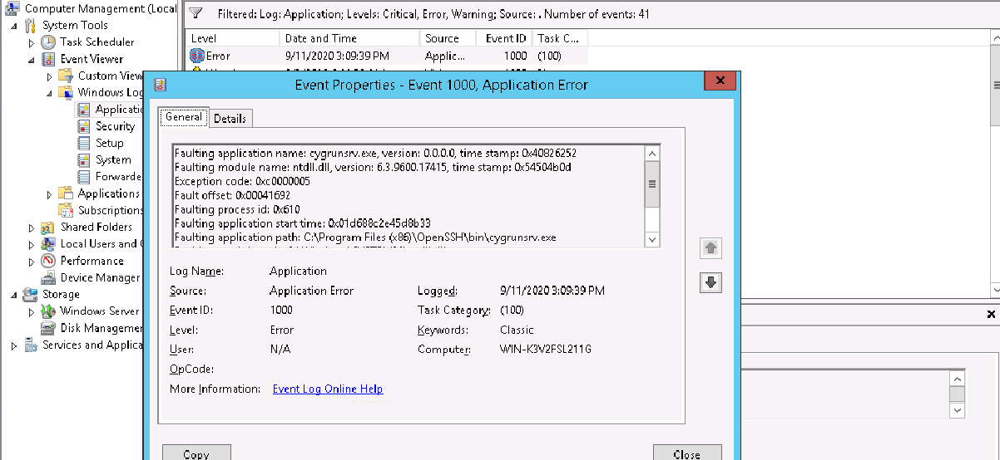 Computer Management (Local
System Tools
Task Scheduler
Event Viewer
Custom View
Windows Log
Applicatio
Security
Setup
System
Forwarde
Applications
Subscriptions
Shared Folders
Local Users and G
Performance
Device Manager
Storage
Windows Server
Disk Managemen
Services and Applica
Filtered: Log: Application; Levels: Critical, Error, Warning; Source: . Number of events: 41
Level Date and Time Source Event ID Task C...
Error 9/11/2020 3:09:39 PM Applic... 1000 (100)
Event Properties - Event 1000, Application Error
General Details
Faulting application name: cygrunsrv.exe, version: 0.0.0.0, time stamp: 0x40826252
Faulting module name: ntdll.dll, version: 6.3.9600.17415, time stamp: 0x54504b0d
Exception code: 0xc0000005
Fault offset: 0x00041692
Faulting process id: 0x610
Faulting application start time: 0x01d688c2e45d8b33
Faulting application path: C:\Program Files (x86)\OpenSSH\bin\cygrunsrv.exe
Log Name: Application
Source: Application Error Logged: 9/11/2020 3:09:39 PM
Event ID: 1000 Task Category: (100)
Level: Error Keywords: Classic
User: N/A Computer: WIN-K3V2FSL211G
OpCode:
More Information: Event Log Online Help
Copy Close